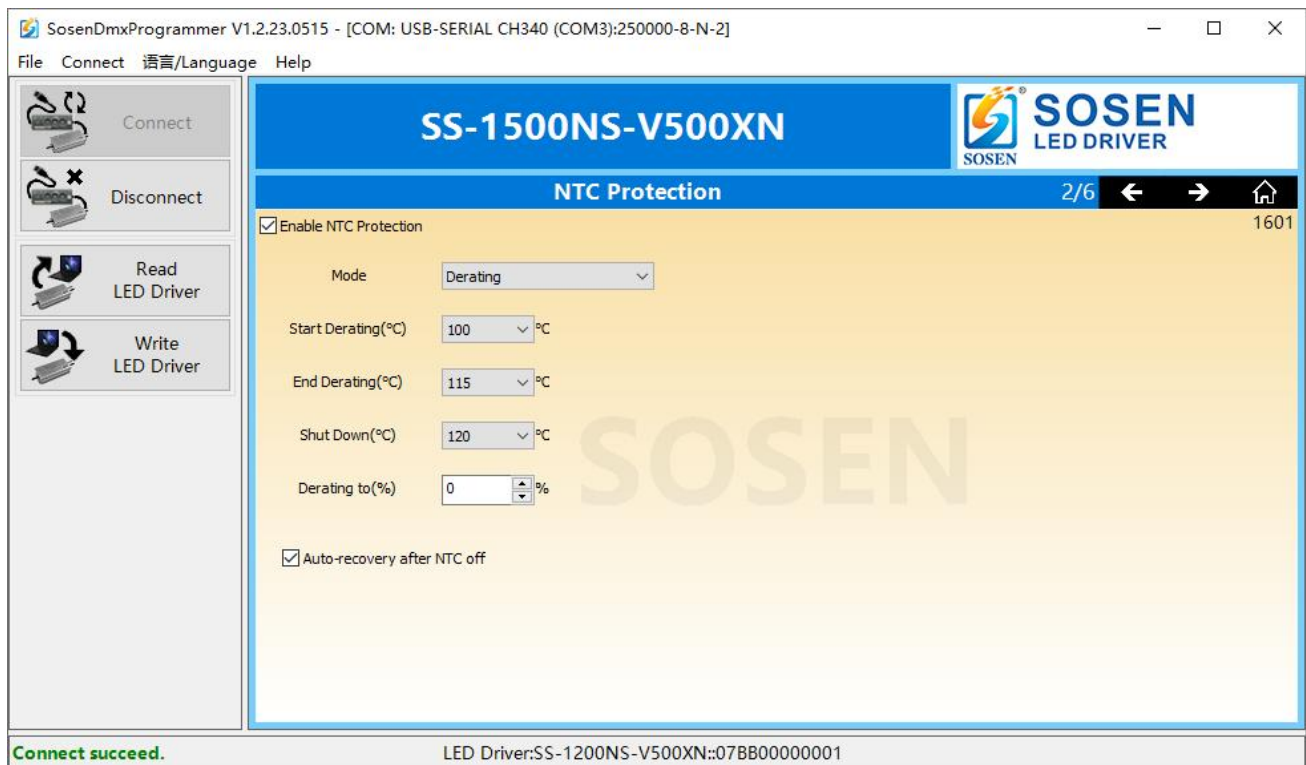 SosenDmxProgrammer V1.2.23.0515 - [COM: USB-SERIAL CH340 (COM3):250000-8-N-2]
File Connect 语言/Language Help
Connect
Disconnect
Read
LED Driver
Write
LED Driver
SS-1500NS-V500XN
SOSEN
SOSEN
LED DRIVER
NTC Protection 2/6
1601
Enable NTC Protection
Mode Derating
Start Derating(°C) 100 °C
End Derating(°C) 115 °C
Shut Down(°C) 120 °C
Derating to(%) 0 %
SOSEN
Auto-recovery after NTC off
Connect succeed. LED Driver:SS-1200NS-V500XN::07BB00000001